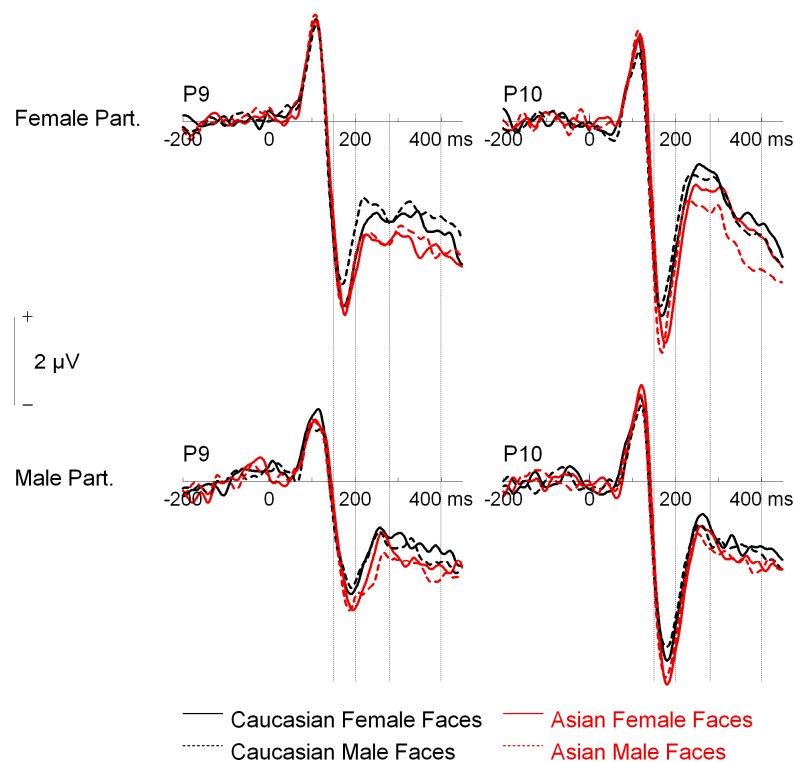 P9
P10
Female Part.
-200 0 200 400 ms
-200 0 200 400 ms
+
2 µV
–
P9
P10
Male Part.
-200 0 200 400 ms
-200 0 200 400 ms
Caucasian Female Faces
Asian Female Faces
Caucasian Male Faces
Asian Male Faces